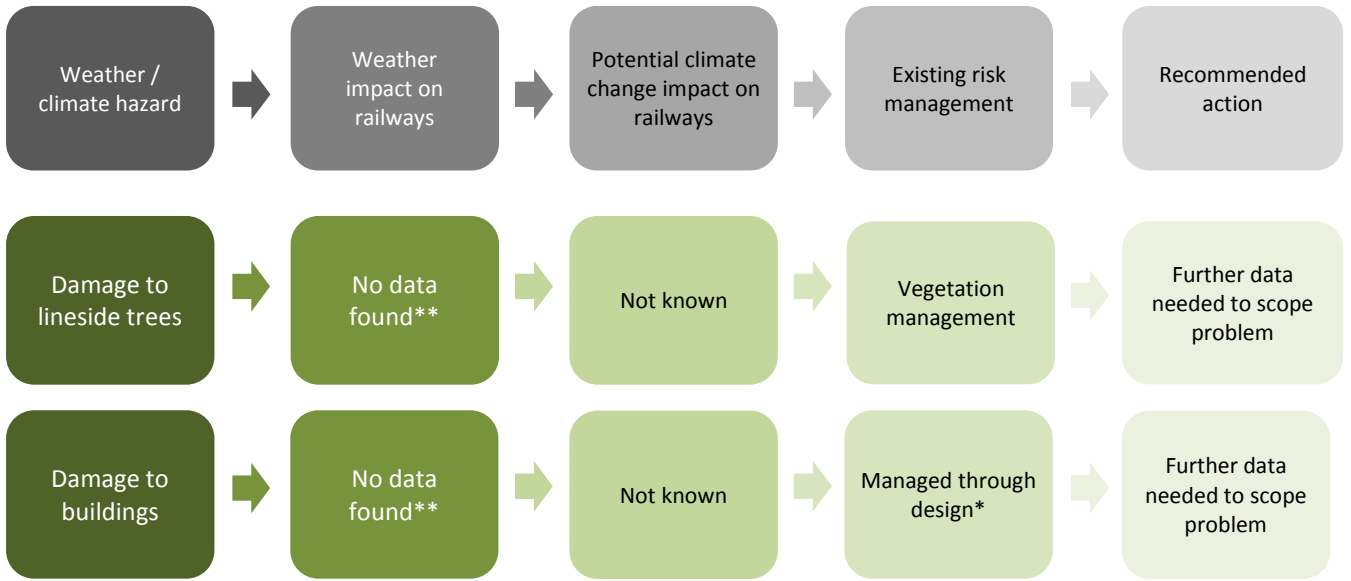 Weather /
climate hazard
Weather
impact on
railways
Potential climate
change impact on
railways
Existing risk
management
Recommended
action
Damage to
lineside trees
No data
found**
Not known
Vegetation
management
Further data
needed to scope
problem
Damage to
buildings
No data
found**
Not known
Managed through
design*
Further data
needed to scope
problem